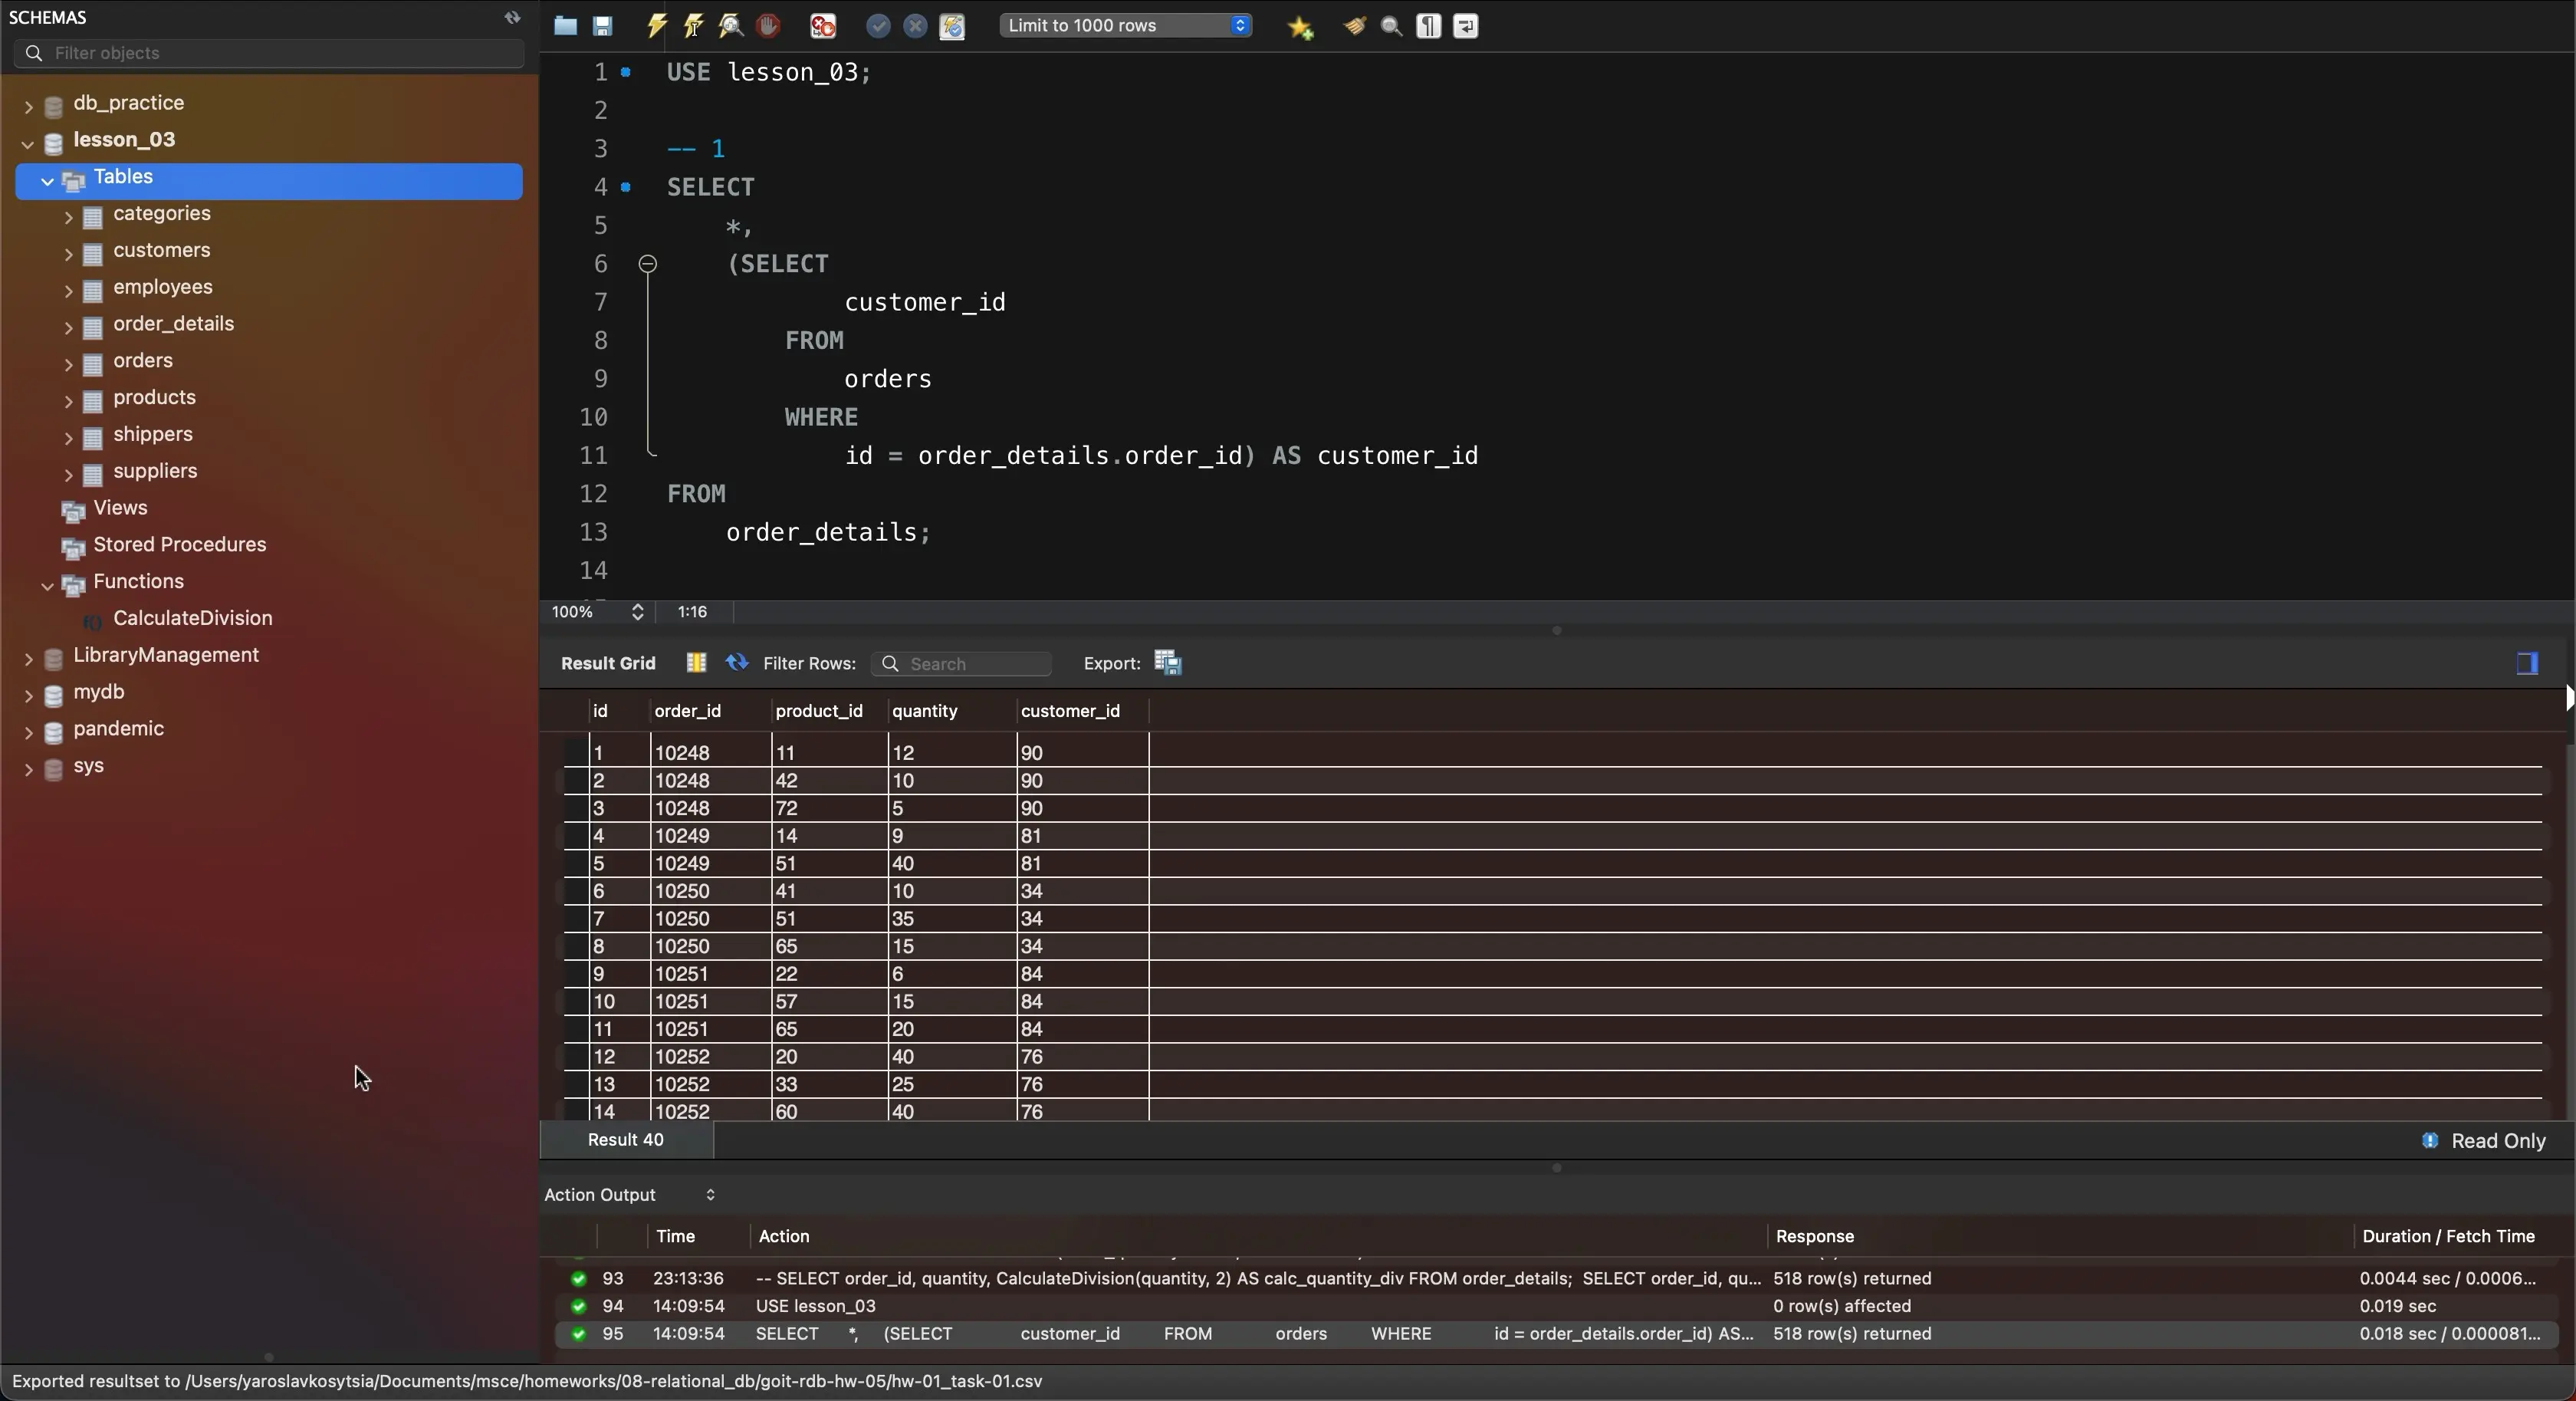 SCHEMAS
Filter objects
db_practice
lesson_03
Tables
categories
customers
employees
order_details
orders
products
shippers
suppliers
Views
Stored Procedures
Functions
f() CalculateDivision
LibraryManagement
mydb
pandemic
sys
Limit to 1000 rows
1 USE lesson_03;
2
3 -- 1
4 SELECT
5 *,
6 (SELECT
7 customer_id
8 FROM
9 orders
10 WHERE
11 id = order_details.order_id) AS customer_id
12 FROM
13 order_details;
14
100% 1:16
Result Grid Filter Rows: Search Export:
id order_id product_id quantity customer_id
1 10248 11 12 90
2 10248 42 10 90
3 10248 72 5 90
4 10249 14 9 81
5 10249 51 40 81
6 10250 41 10 34
7 10250 51 35 34
8 10250 65 15 34
9 10251 22 6 84
10 10251 57 15 84
11 10251 65 20 84
12 10252 20 40 76
13 10252 33 25 76
14 10252 60 40 76
Result 40 Read Only
Action Output
Time Action Response Duration / Fetch Time
93 23:13:36 -- SELECT order_id, quantity, CalculateDivision(quantity, 2) AS calc_quantity_div FROM order_details; SELECT order_id, qu... 518 row(s) returned 0.0044 sec / 0.0006...
94 14:09:54 USE lesson_03 0 row(s) affected 0.019 sec
95 14:09:54 SELECT *, (SELECT customer_id FROM orders WHERE id = order_details.order_id) AS... 518 row(s) returned 0.018 sec / 0.000081...
Exported resultset to /Users/yaroslavkosytsia/Documents/msce/homeworks/08-relational_db/goit-rdb-hw-05/hw-01_task-01.csv